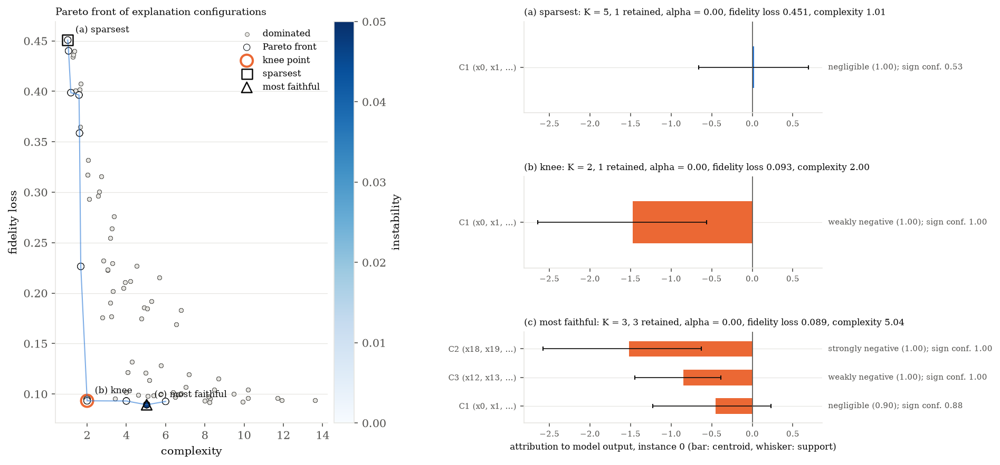 Pareto front of explanation configurations
(a) sparsest
dominated
Pareto front
knee point
sparsest
most faithful
0.45
0.40
0.35
0.30
0.25
0.20
0.15
0.10
fidelity loss
(b) knee
(c) most faithful
2
4
6
8
10
12
14
complexity
0.05
0.04
0.03
0.02
0.01
0.00
instability
(a) sparsest: K = 5, 1 retained, alpha = 0.00, fidelity loss 0.451, complexity 1.01
C1 (x0, x1, ...)
negligible (1.00); sign conf. 0.53
−2.5 −2.0 −1.5 −1.0 −0.5 0.0 0.5
(b) knee: K = 2, 1 retained, alpha = 0.00, fidelity loss 0.093, complexity 2.00
C1 (x0, x1, ...)
weakly negative (1.00); sign conf. 1.00
−2.5 −2.0 −1.5 −1.0 −0.5 0.0 0.5
(c) most faithful: K = 3, 3 retained, alpha = 0.00, fidelity loss 0.089, complexity 5.04
C2 (x18, x19, ...)
strongly negative (1.00); sign conf. 1.00
C3 (x12, x13, ...)
weakly negative (1.00); sign conf. 1.00
C1 (x0, x1, ...)
negligible (0.90); sign conf. 0.88
−2.5 −2.0 −1.5 −1.0 −0.5 0.0 0.5
attribution to model output, instance 0 (bar: centroid, whisker: support)